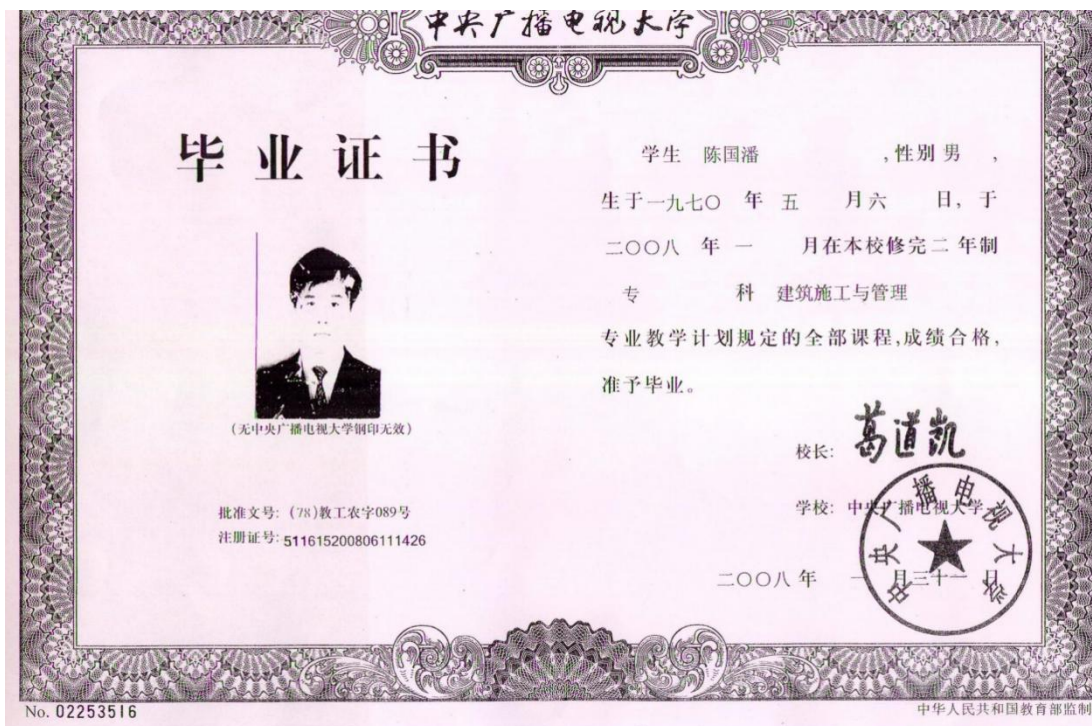 中央广播电视大学
毕业证书
(无中央广播电视大学钢印无效)
批准文号: (78)教工农字089号
注册证号: 511615200806111426
学生 陈国潘 ,性别 男 ,
生于一九七〇 年 五 月六 日, 于
二〇〇八 年 一 月在本校修完二 年制
专 科 建筑施工与管理
专业教学计划规定的全部课程,成绩合格,
准予毕业。
校长: 葛道凯
学校: 中央广播电视大学
二〇〇八 年 一 月三十一 日
中央广播电视大学
No. 02253516
中华人民共和国教育部监制